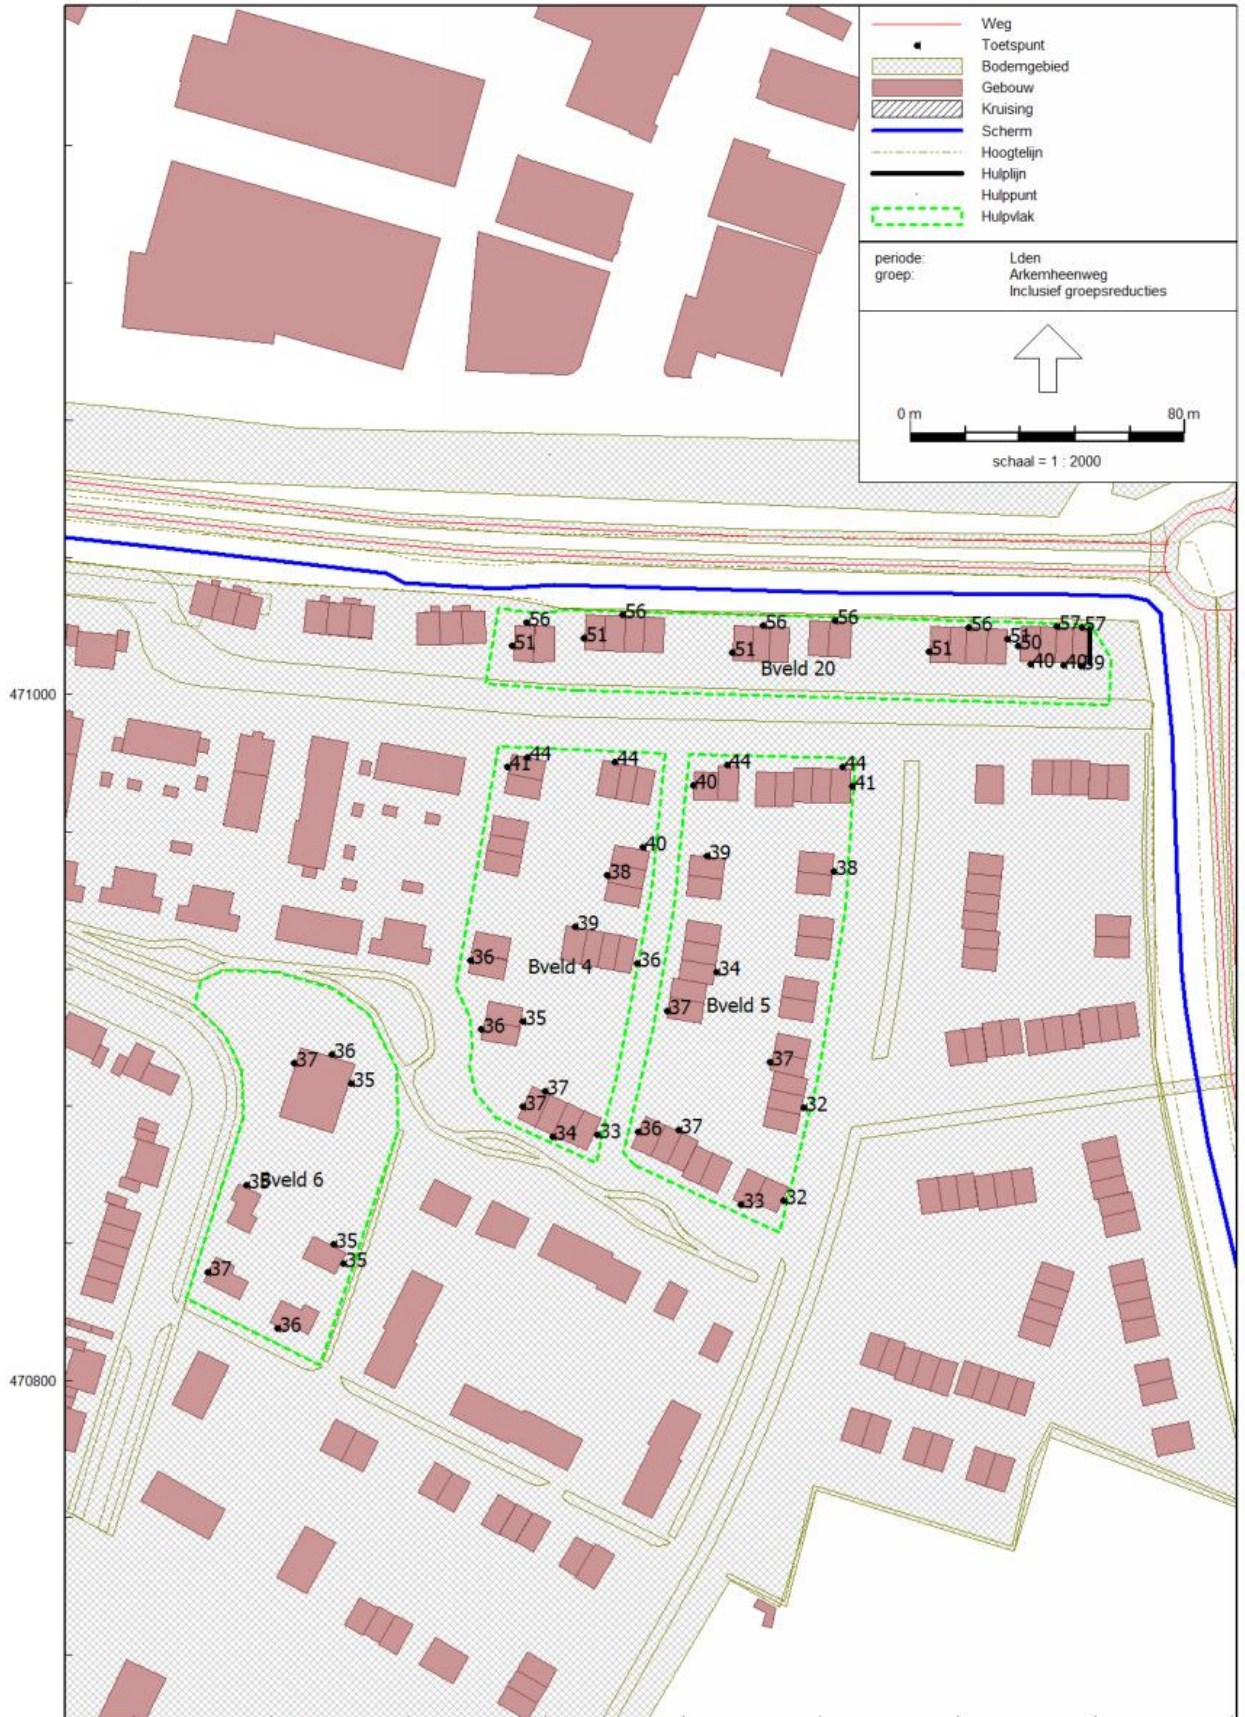 Weg
Toetspunt
Bodemgebied
Gebouw
Kruising
Scherm
Hoogtelijn
Hulplijn
Hulppunt
Hulpvlak
periode: Lden
groep: Arkemheenweg
Inclusief groepsreducties
0 m 80 m
schaal = 1 : 2000
56 56 56 56 56 57 57
51 51 51 51 51 50
40 40 39
Bveld 20
471000
44 44 44 44
41 40 41
40 39
38 38
39
36 36 34
Bveld 4
37 Bveld 5
36 35
37 36 37
35 37
37 32
34 33 36 37
35 Bveld 6
33 32
35
35
37
36
470800